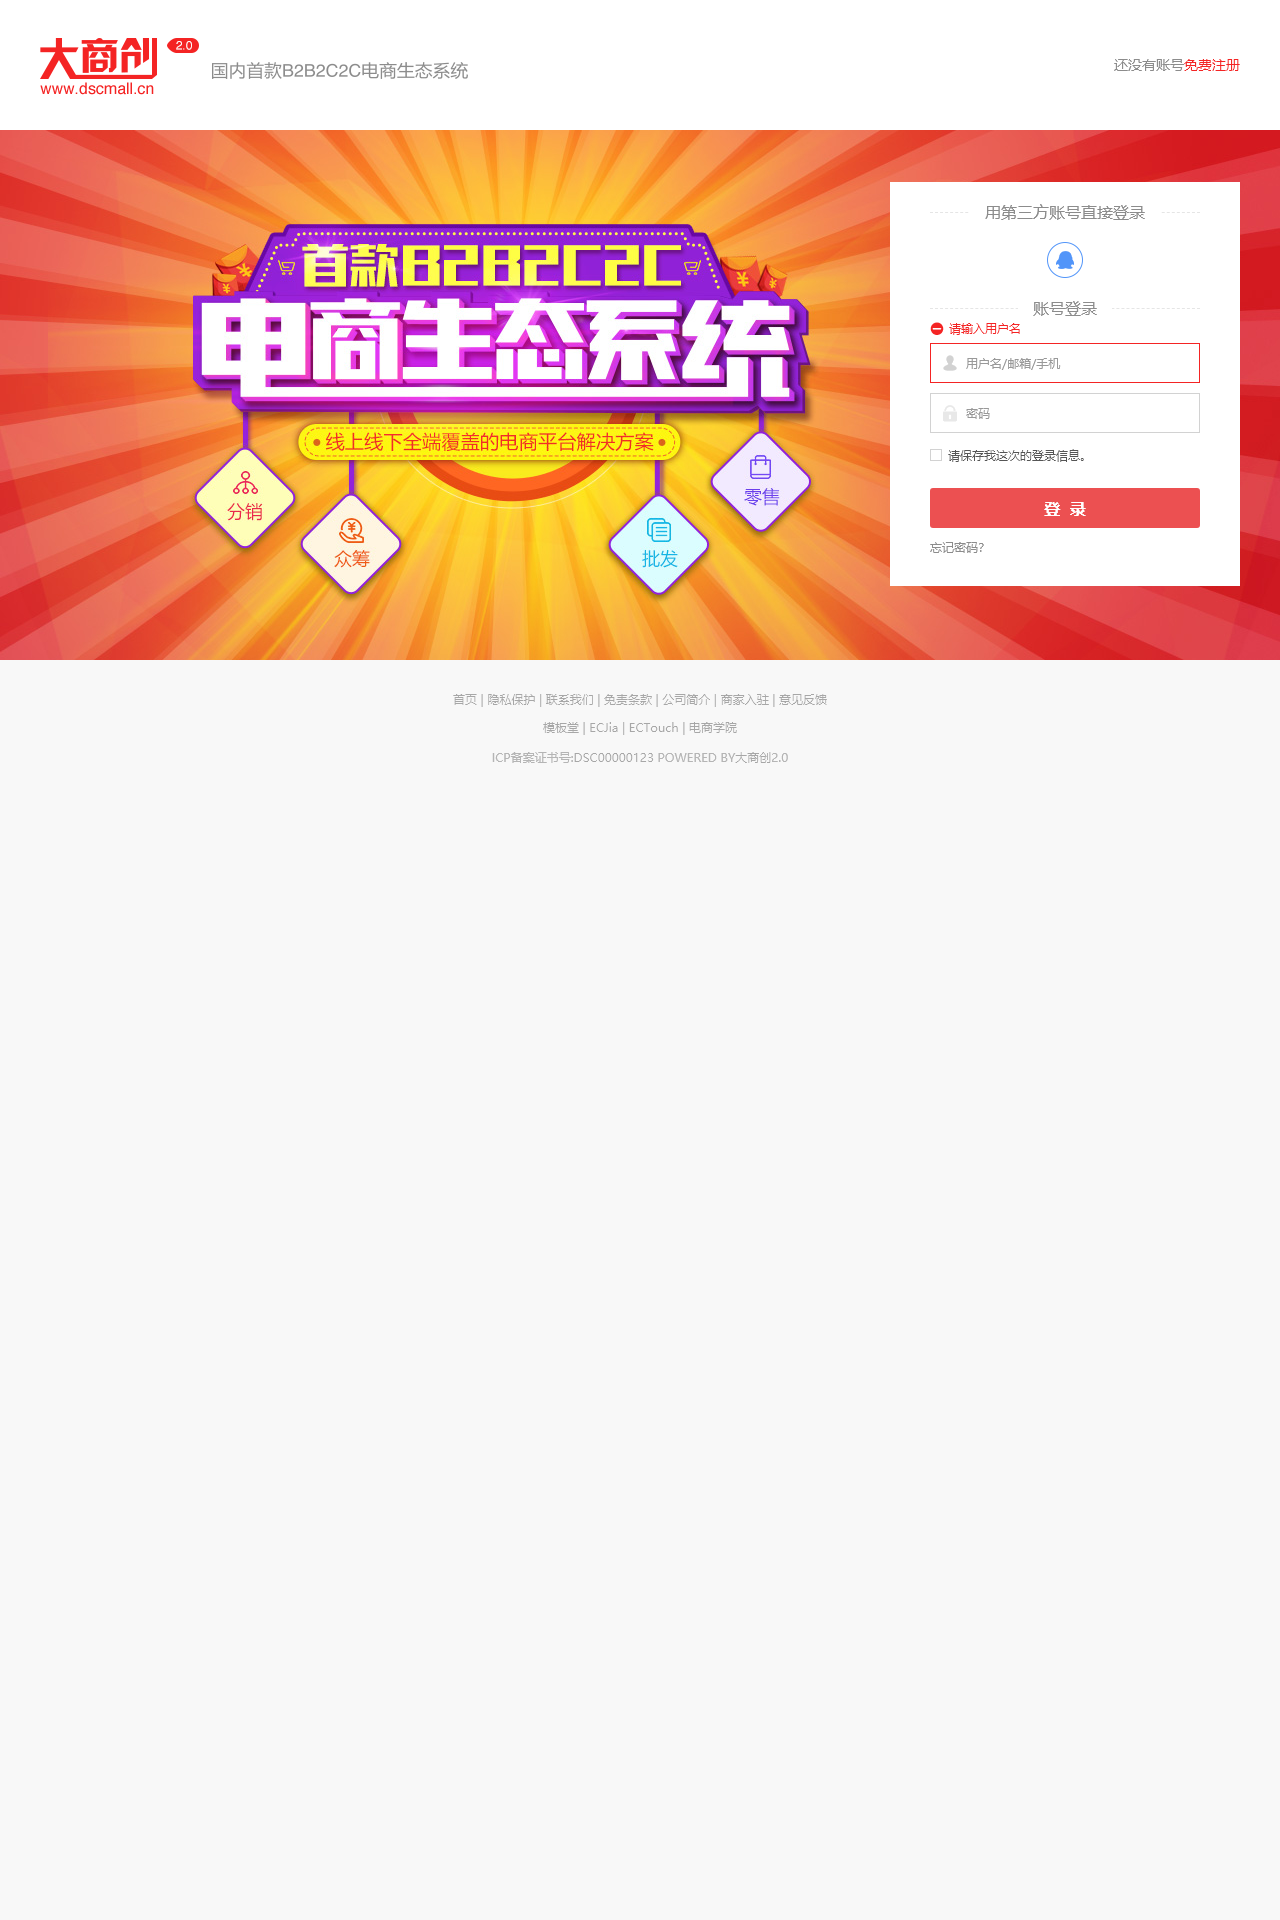 大商创 2.0
www.dscmall.cn
国内首款B2B2C2C电商生态系统
还没有账号免费注册
首款B2B2C2C
电商生态系统
线上线下全端覆盖的电商平台解决方案
分销
众筹
批发
零售
用第三方账号直接登录
账号登录
请输入用户名
用户名/邮箱/手机
密码
请保存我这次的登录信息。
登 录
忘记密码?
首页 | 隐私保护 | 联系我们 | 免责条款 | 公司简介 | 商家入驻 | 意见反馈
模板堂 | ECJia | ECTouch | 电商学院
ICP备案证书号:DSC00000123 POWERED BY大商创2.0